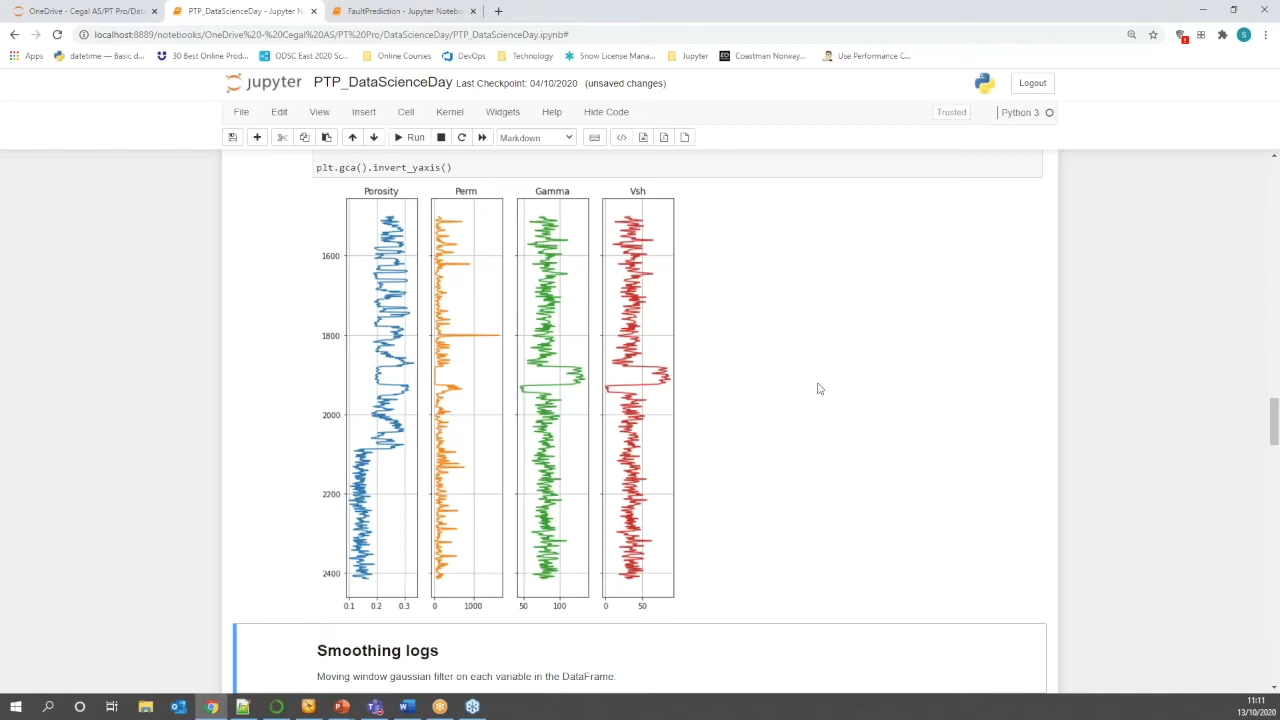 OneDrive - Cegal AS/PT Pro/Data
PTP_DataScienceDay - Jupyter N
FaultPrediction - Jupyter Notebo
localhost:8889/notebooks/OneDrive%20-%20Cegal%20AS/PT%20Pro/DataScienceDay/PTP_DataScienceDay.ipynb#
S
Apps
datetime — Basic d...
30 Best Online Prod...
ODSC East 2020 Sc...
Online Courses
DevOps
Technology
Snow License Mana...
Jupyter
Coastman Norway...
Use Performance C...
jupyter
PTP_DataScienceDay
Last Checkpoint: 04/10/2020 (unsaved changes)
Logout
File Edit View Insert Cell Kernel Widgets Help Hide Code
Trusted
Python 3
Run
Markdown
plt.gca().invert_yaxis()
Porosity Perm Gamma Vsh
1600
1800
2000
2200
2400
0.1 0.2 0.3 0 1000 50 100 0 50
Smoothing logs
Moving window gaussian filter on each variable in the DataFrame.
11:11
13/10/2020